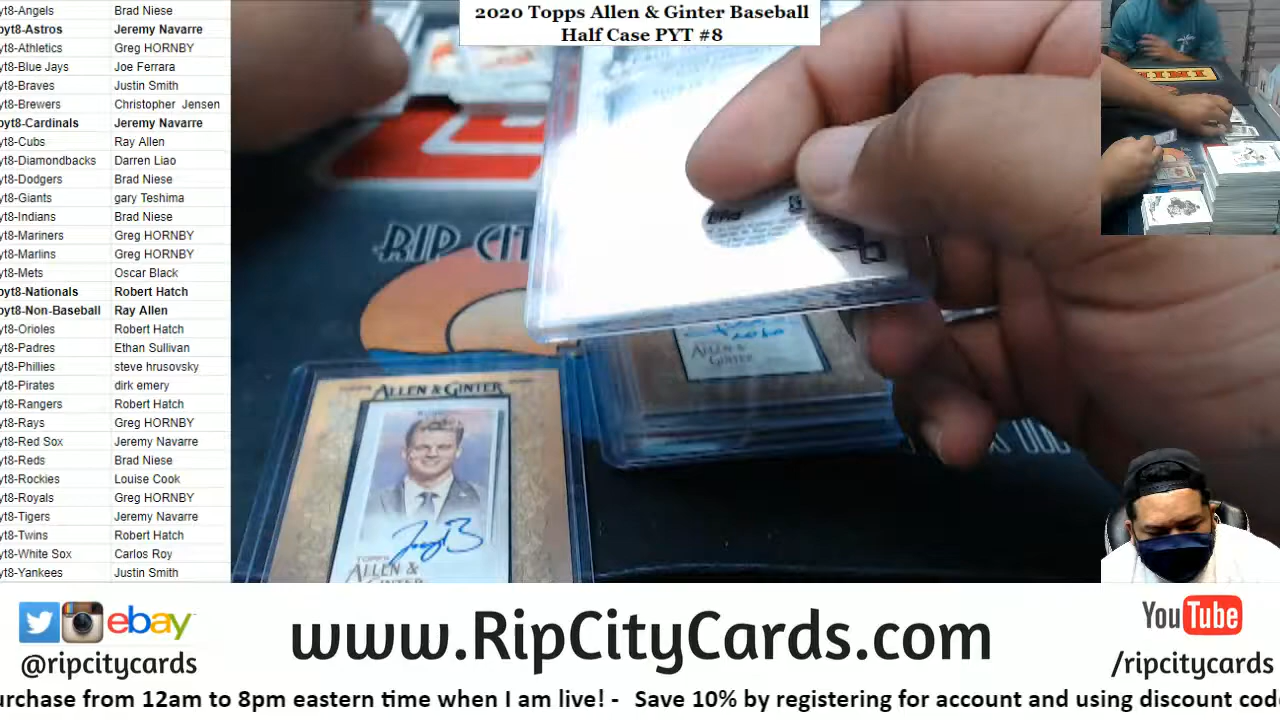 2020 Topps Allen & Ginter Baseball
Half Case PYT #8
yt8-Angels Brad Niese
pyt8-Astros Jeremy Navarre
yt8-Athletics Greg HORNBY
yt8-Blue Jays Joe Ferrara
yt8-Braves Justin Smith
yt8-Brewers Christopher Jensen
pyt8-Cardinals Jeremy Navarre
yt8-Cubs Ray Allen
yt8-Diamondbacks Darren Liao
yt8-Dodgers Brad Niese
yt8-Giants gary Teshima
yt8-Indians Brad Niese
yt8-Mariners Greg HORNBY
yt8-Marlins Greg HORNBY
yt8-Mets Oscar Black
pyt8-Nationals Robert Hatch
pyt8-Non-Baseball Ray Allen
yt8-Orioles Robert Hatch
yt8-Padres Ethan Sullivan
yt8-Phillies steve hrusovsky
yt8-Pirates dirk emery
yt8-Rangers Robert Hatch
yt8-Rays Greg HORNBY
yt8-Red Sox Jeremy Navarre
yt8-Reds Brad Niese
yt8-Rockies Louise Cook
yt8-Royals Greg HORNBY
yt8-Tigers Jeremy Navarre
yt8-Twins Robert Hatch
yt8-White Sox Carlos Roy
yt8-Yankees Justin Smith
RIP CIT
ALLEN &
GINTER
TOPPS ALLEN & GINTER
TOPPS
ALLEN &
GINTER
ebay
@ripcitycards
www.RipCityCards.com
YouTube
/ripcitycards
urchase from 12am to 8pm eastern time when I am live! - Save 10% by registering for account and using discount cod